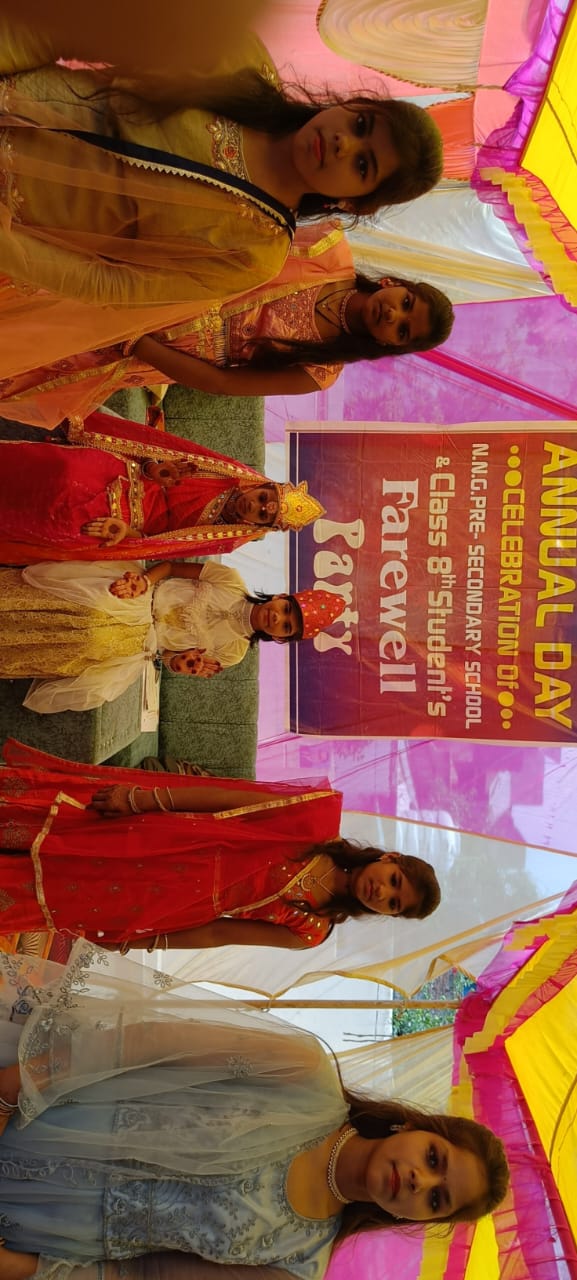 ANNUAL DAY
CELEBRATION OF
N.N.G.PRE- SECONDARY SCHOOL
& Class 8th Student's
Farewell
Party